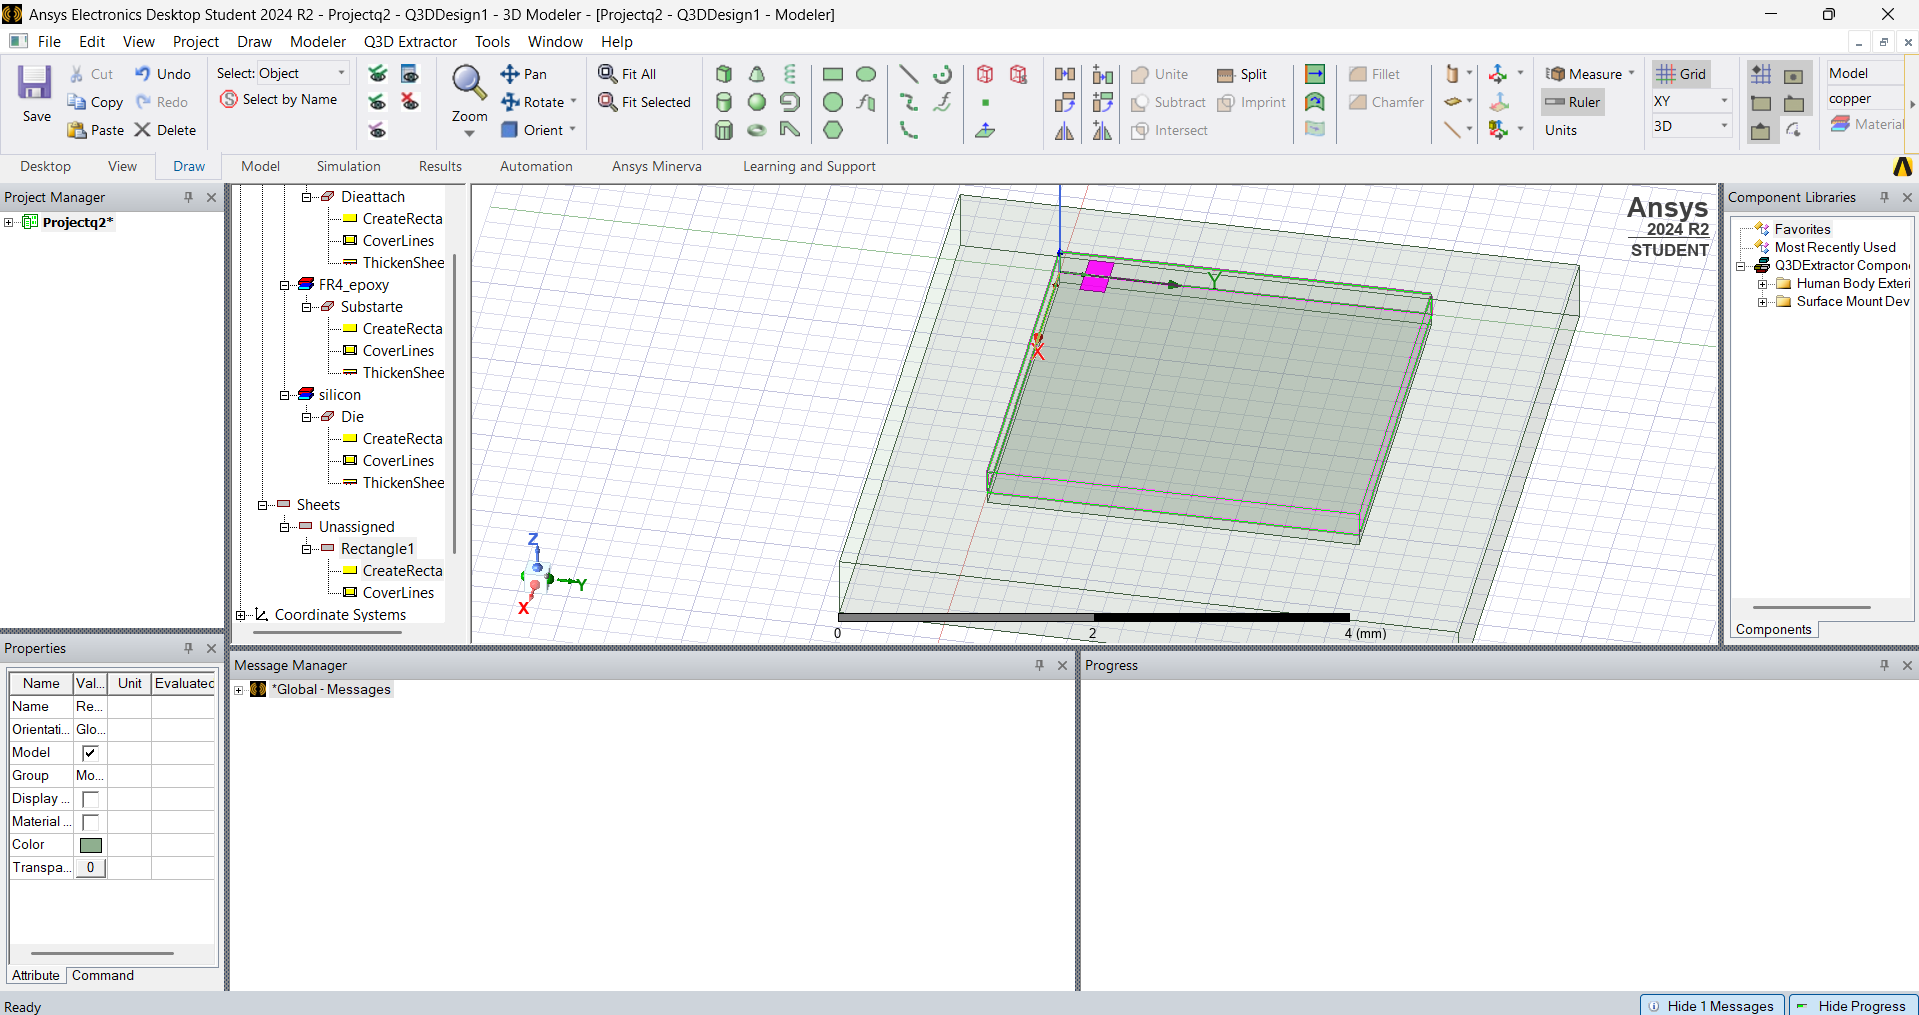 Ansys Electronics Desktop Student 2024 R2 - Projectq2 - Q3DDesign1 - 3D Modeler - [Projectq2 - Q3DDesign1 - Modeler]
File Edit View Project Draw Modeler Q3D Extractor Tools Window Help
Save
Cut
Copy
Paste
Undo
Redo
Delete
Select: Object
Select by Name
Zoom
Pan
Rotate
Orient
Fit All
Fit Selected
Unite
Subtract
Intersect
Split
Imprint
Fillet
Chamfer
Measure
Ruler
Units
Grid
XY
3D
Model
copper
Material
Desktop View Draw Model Simulation Results Automation Ansys Minerva Learning and Support
Project Manager
Projectq2*
Dieattach
CreateRecta
CoverLines
ThickenShee
FR4_epoxy
Substarte
CreateRecta
CoverLines
ThickenShee
silicon
Die
CreateRecta
CoverLines
ThickenShee
Sheets
Unassigned
Rectangle1
CreateRecta
CoverLines
Coordinate Systems
Ansys
2024 R2
STUDENT
Y
X
Z
Y
X
0 2 4 (mm)
Component Libraries
Favorites
Most Recently Used
Q3DExtractor Compon
Human Body Exteri
Surface Mount Dev
Components
Properties
Name Val... Unit Evaluated
Name Re...
Orientati... Glo...
Model
Group Mo...
Display ...
Material ...
Color
Transpa... 0
Attribute Command
Message Manager
*Global - Messages
Progress
Ready
Hide 1 Messages
Hide Progress